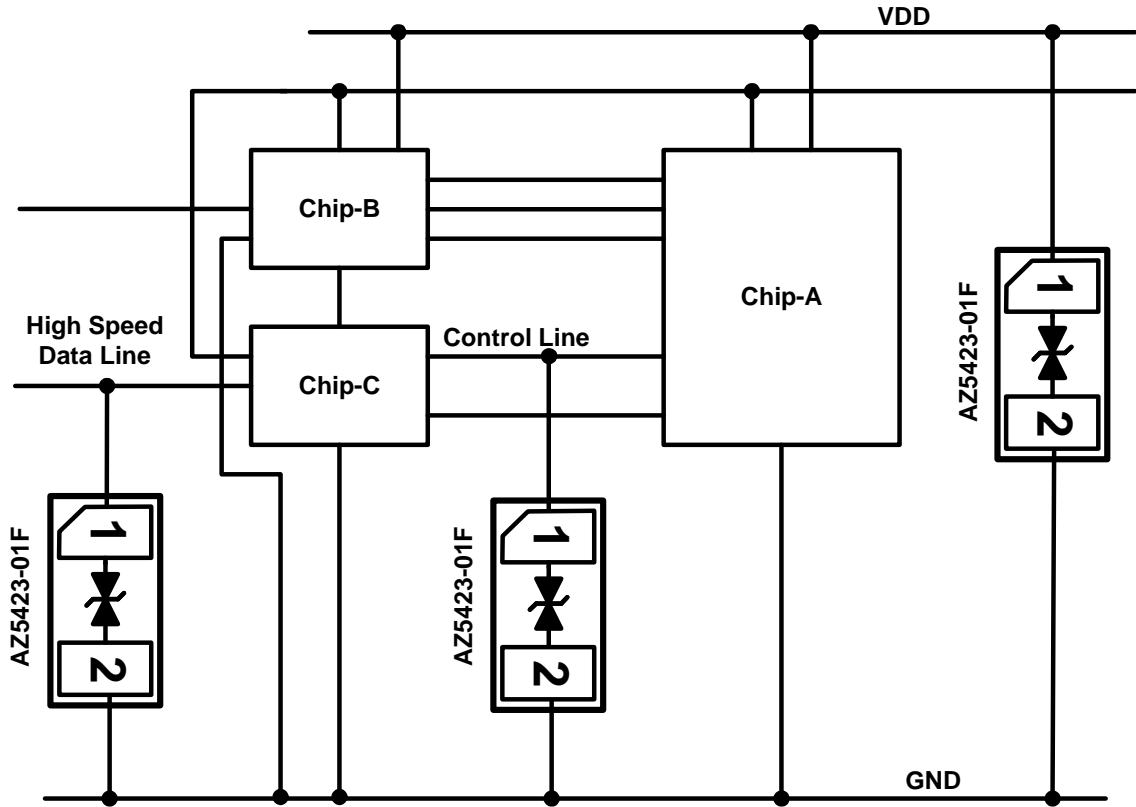 VDD
Chip-B
Chip-A
High Speed
Data Line
Control Line
Chip-C
AZ5423-01F
1
2
AZ5423-01F
1
2
AZ5423-01F
1
2
GND